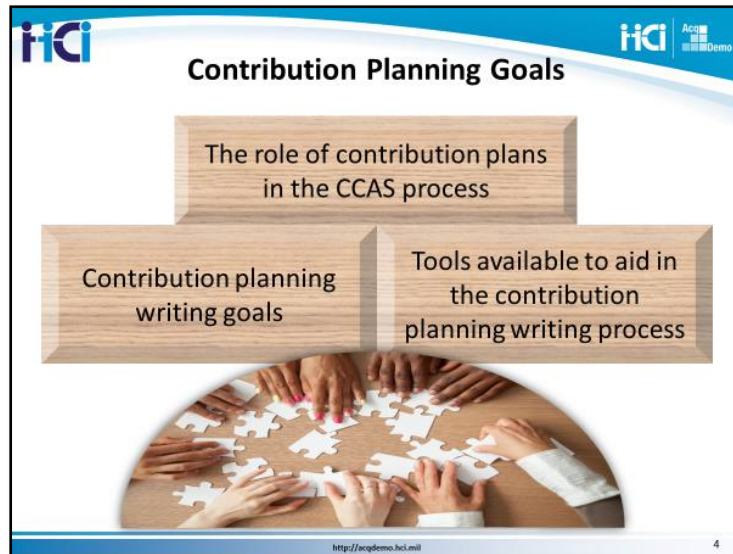 HCi
HCi Acq Demo
Contribution Planning Goals
The role of contribution plans
in the CCAS process
Contribution planning
writing goals
Tools available to aid in
the contribution
planning writing process
http://acqdemo.hci.mil
4